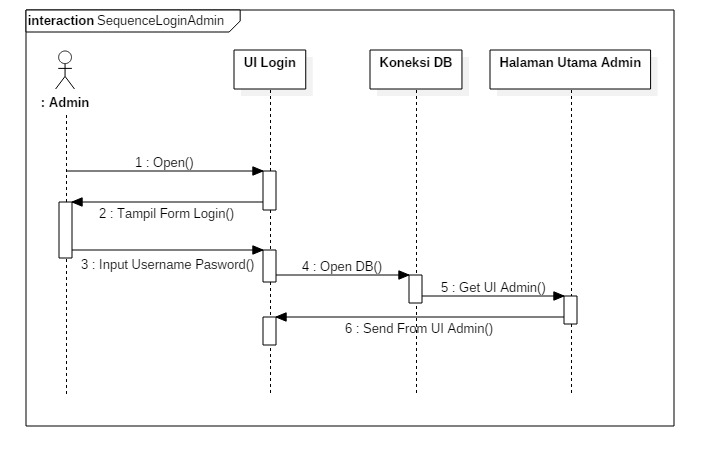 interaction SequenceLoginAdmin
UI Login
Koneksi DB
Halaman Utama Admin
: Admin
1 : Open()
2 : Tampil Form Login()
3 : Input Username Pasword()
4 : Open DB()
5 : Get UI Admin()
6 : Send From UI Admin()